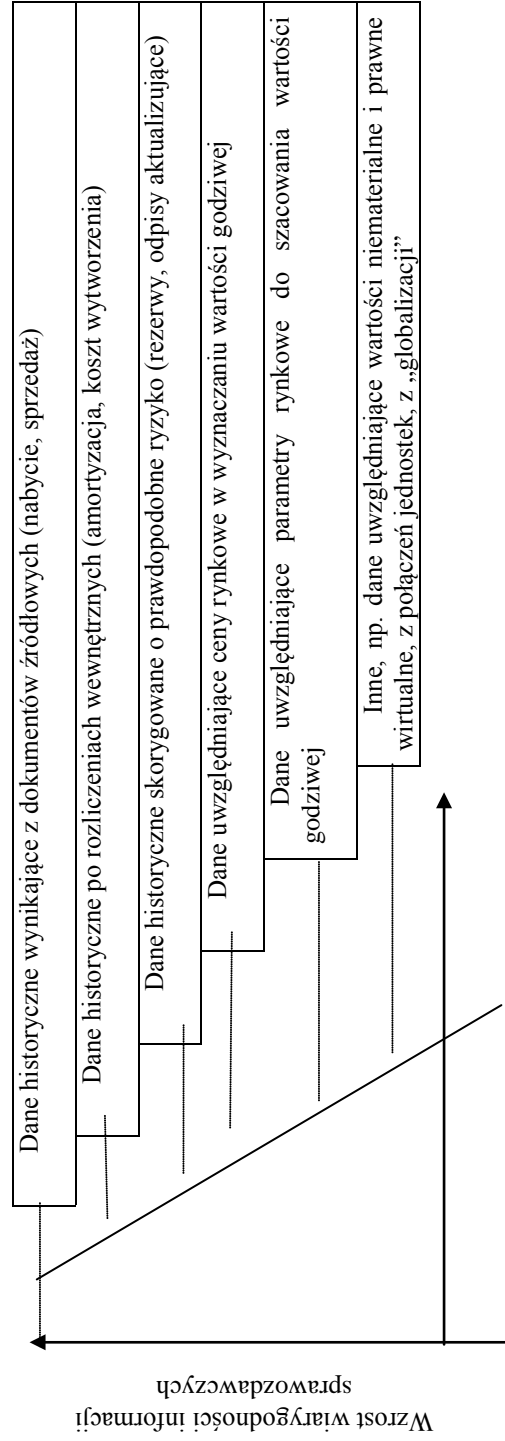 Wzrost wiarygodności informacji
sprawozdawczych
Dane historyczne wynikające z dokumentów źródłowych (nabycie, sprzedaż)
Dane historyczne po rozliczeniach wewnętrznych (amortyzacja, koszt wytworzenia)
Dane historyczne skorygowane o prawdopodobne ryzyko (rezerwy, odpisy aktualizujące)
Dane uwzględniające ceny rynkowe w wyznaczaniu wartości godziwej
Dane uwzględniające parametry rynkowe do szacowania wartości
godziwej
Inne, np. dane uwzględniające wartości niematerialne i prawne
wirtualne, z połączeń jednostek, z „globalizacji”